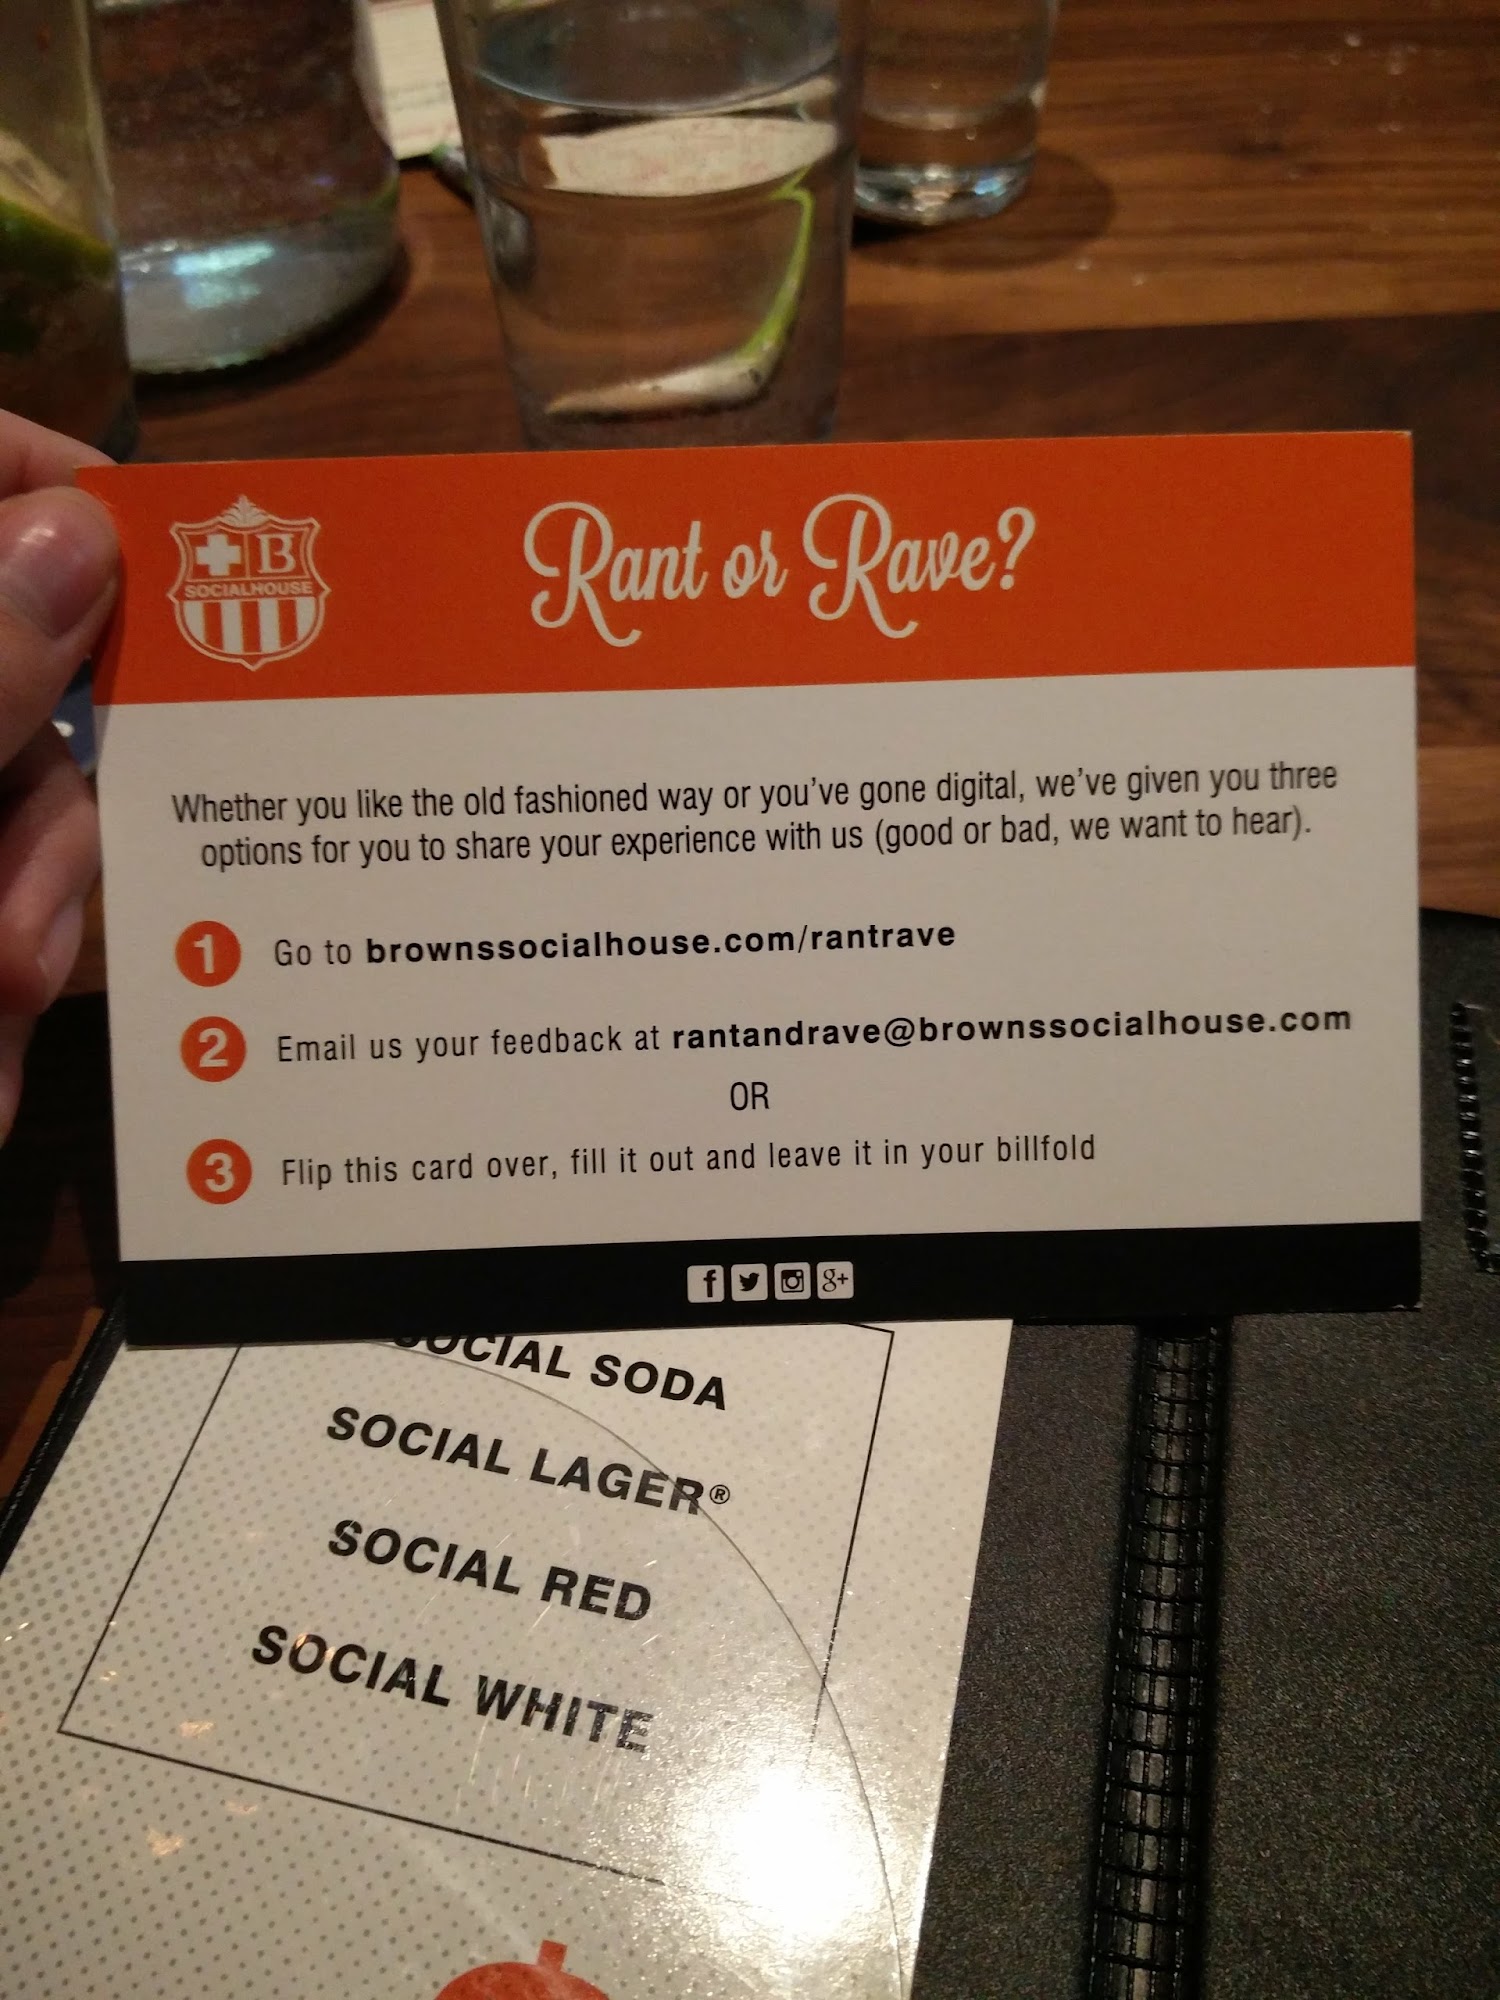 B
SOCIALHOUSE
Rant or Rave?
Whether you like the old fashioned way or you've gone digital, we've given you three
options for you to share your experience with us (good or bad, we want to hear).
1 Go to brownssocialhouse.com/rantrave
2 Email us your feedback at rantandrave@brownssocialhouse.com
OR
3 Flip this card over, fill it out and leave it in your billfold
f g+
SOCIAL SODA
SOCIAL LAGER®
SOCIAL RED
SOCIAL WHITE